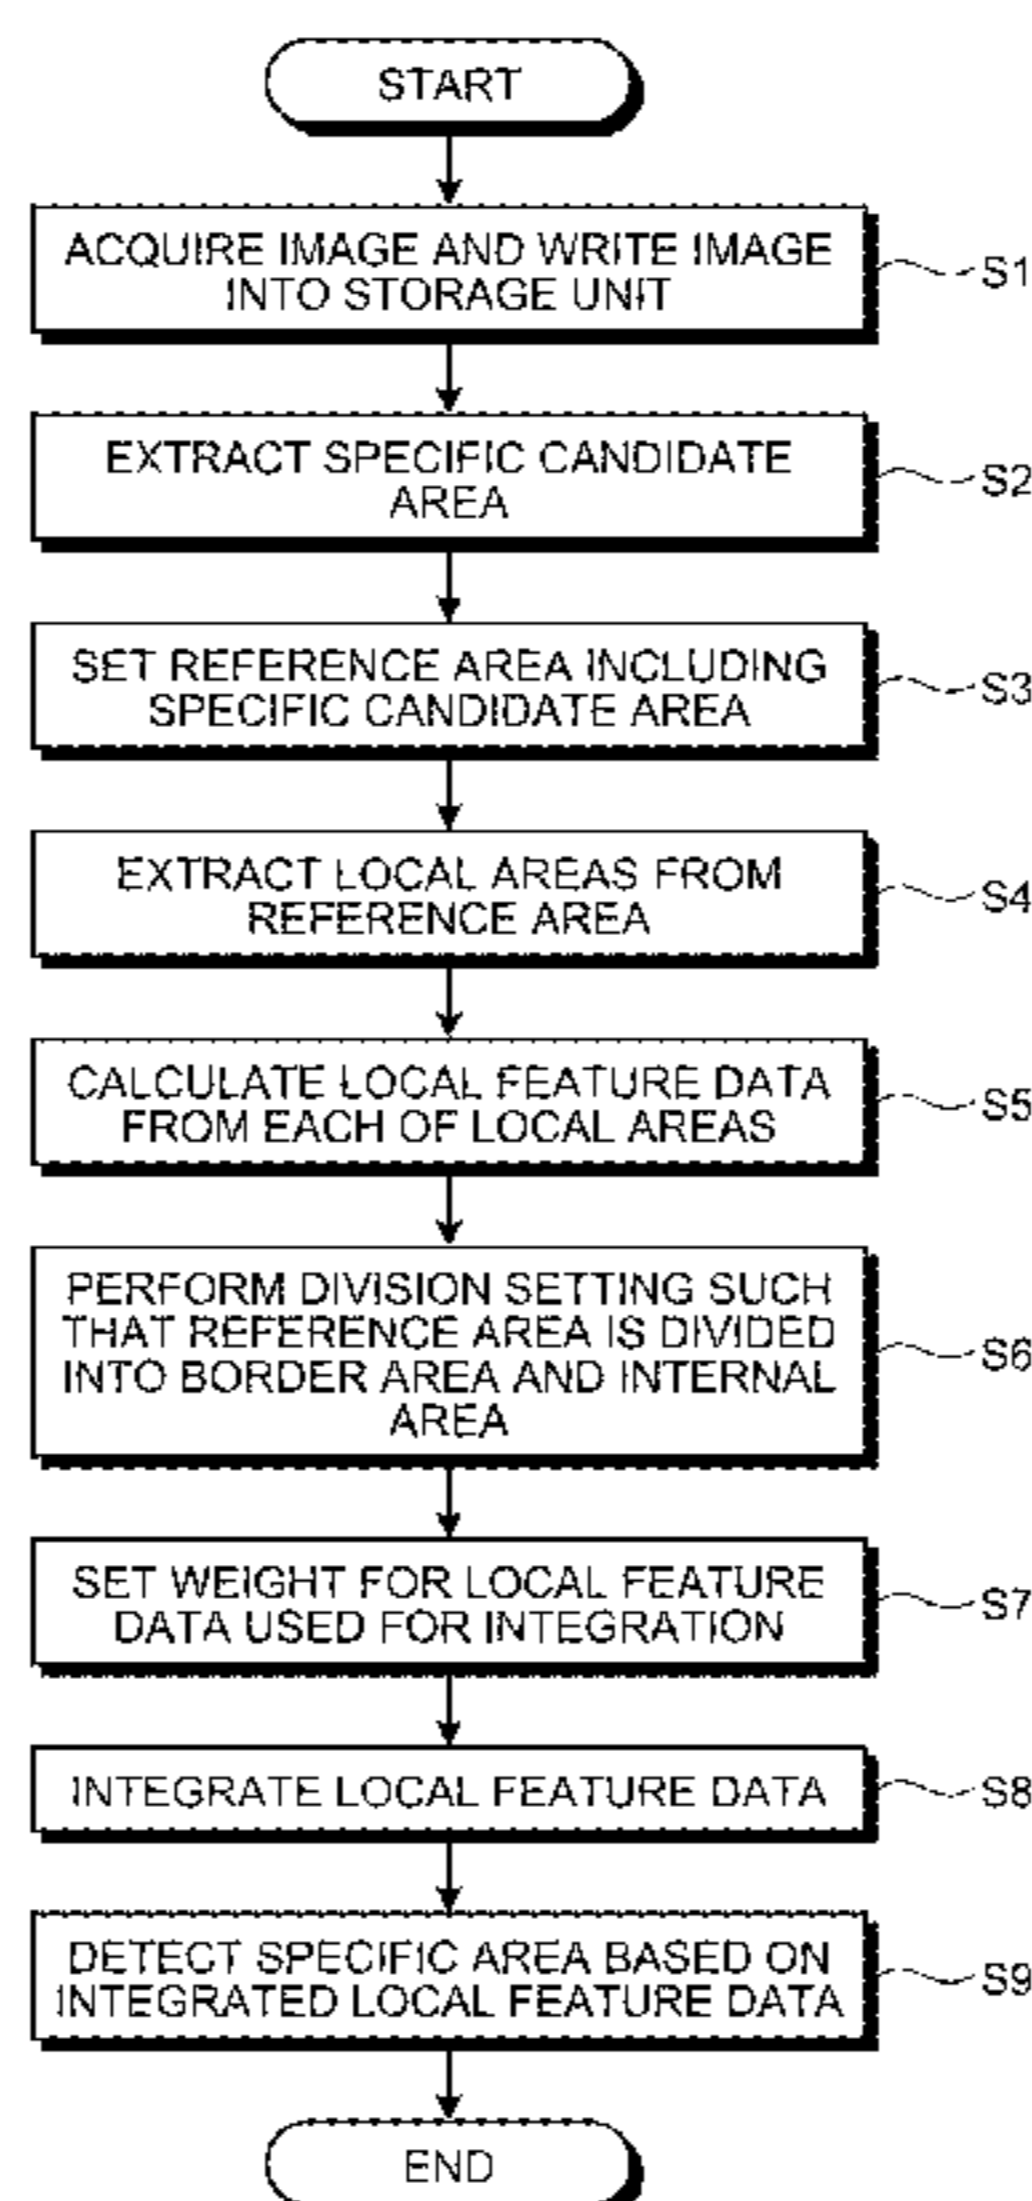 START
ACQUIRE IMAGE AND WRITE IMAGE
INTO STORAGE UNIT
S1
EXTRACT SPECIFIC CANDIDATE
AREA
S2
SET REFERENCE AREA INCLUDING
SPECIFIC CANDIDATE AREA
S3
EXTRACT LOCAL AREAS FROM
REFERENCE AREA
S4
CALCULATE LOCAL FEATURE DATA
FROM EACH OF LOCAL AREAS
S5
PERFORM DIVISION SETTING SUCH
THAT REFERENCE AREA IS DIVIDED
INTO BORDER AREA AND INTERNAL
AREA
S6
SET WEIGHT FOR LOCAL FEATURE
DATA USED FOR INTEGRATION
S7
INTEGRATE LOCAL FEATURE DATA
S8
DETECT SPECIFIC AREA BASED ON
INTEGRATED LOCAL FEATURE DATA
S9
END